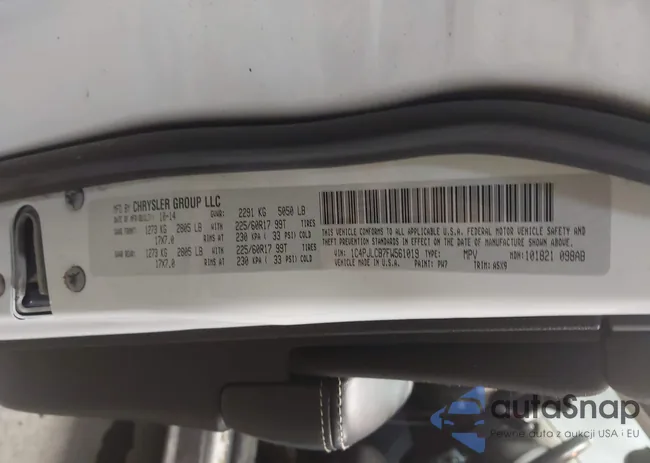 MFD BY CHRYSLER GROUP LLC
DATE OF MFR 10-14 GVWR: 2291 KG 5050 LB
GAWR FRONT: 1273 KG 2805 LB 225/60R17 99T TIRES
17X7.0 RIMS AT 230 KPA ( 33 PSI) COLD
GAWR REAR: 1273 KG 2805 LB 225/60R17 99T TIRES
17X7.0 RIMS AT 230 KPA ( 33 PSI) COLD
THIS VEHICLE CONFORMS TO ALL APPLICABLE U.S.A. FEDERAL MOTOR VEHICLE SAFETY AND
THEFT PREVENTION STANDARDS IN EFFECT ON THE DATE OF MANUFACTURE SHOWN ABOVE.
VIN: 1C4PJLCB7FW561019 TYPE: MPV MDH: 101821 098AB
VEHICLE MADE IN U.S.A. PAINT: PW7 TRIM: A5X9
autoSnap
Pewne auta z aukcji USA i EU